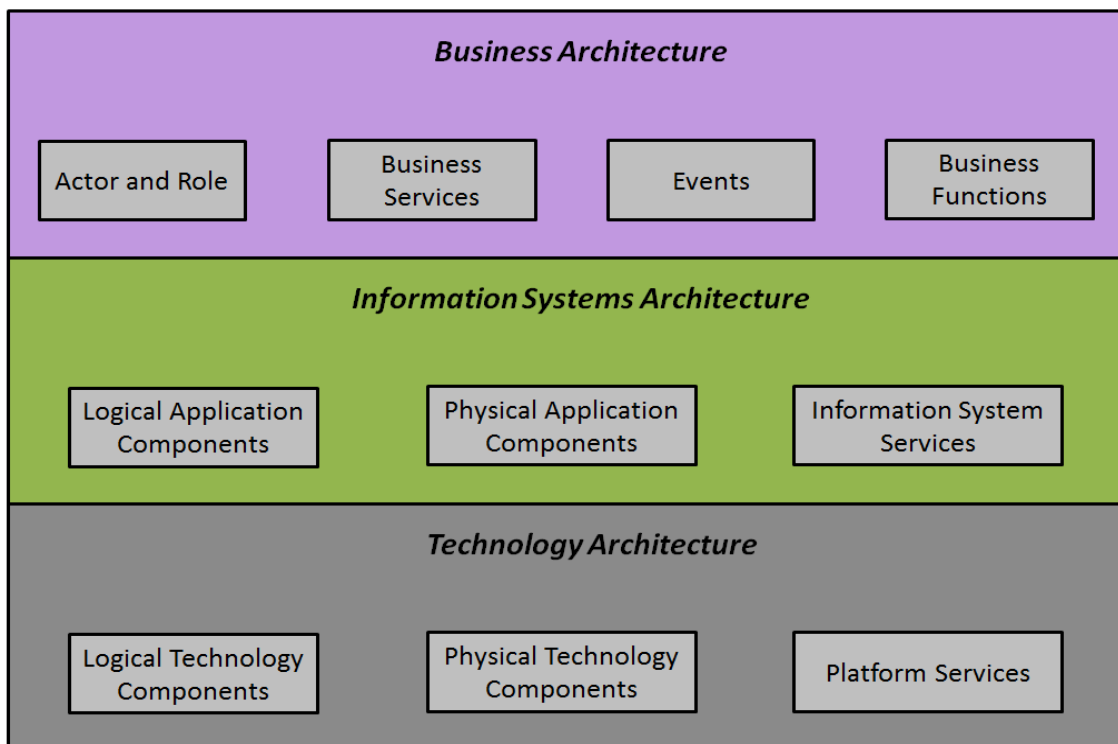 Business Architecture
Actor and Role
Business
Services
Events
Business
Functions
Information Systems Architecture
Logical Application
Components
Physical Application
Components
Information System
Services
Technology Architecture
Logical Technology
Components
Physical Technology
Components
Platform Services